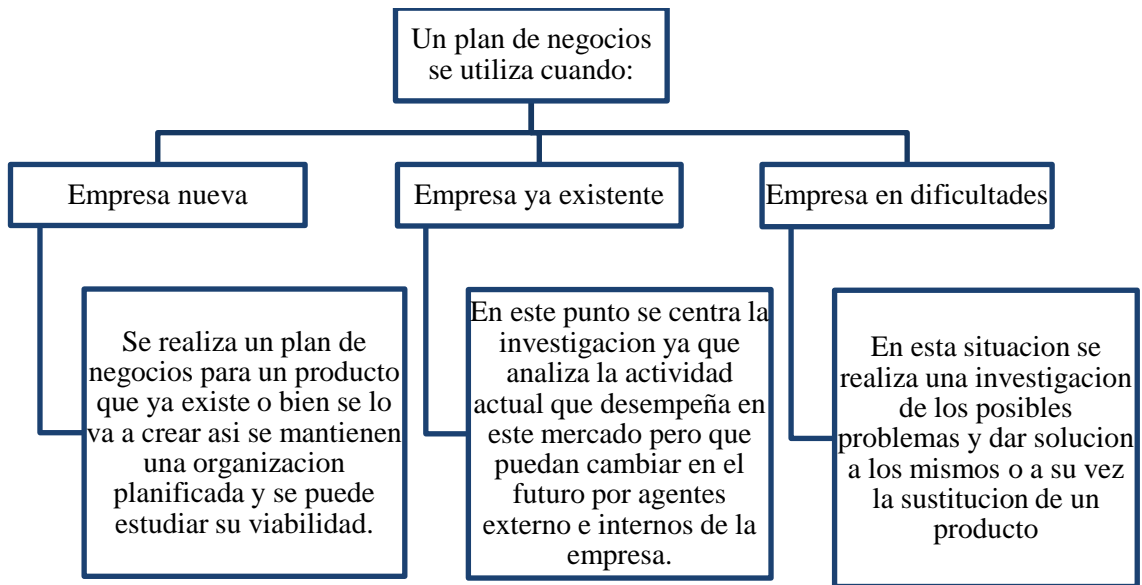 Un plan de negocios
se utiliza cuando:
Empresa nueva
Se realiza un plan de
negocios para un producto
que ya existe o bien se lo
va a crear asi se mantienen
una organizacion
planificada y se puede
estudiar su viabilidad.
Empresa ya existente
En este punto se centra la
investigacion ya que
analiza la actividad
actual que desempeña en
este mercado pero que
puedan cambiar en el
futuro por agentes
externo e internos de la
empresa.
Empresa en dificultades
En esta situacion se
realiza una investigacion
de los posibles
problemas y dar solucion
a los mismos o a su vez
la sustitucion de un
producto